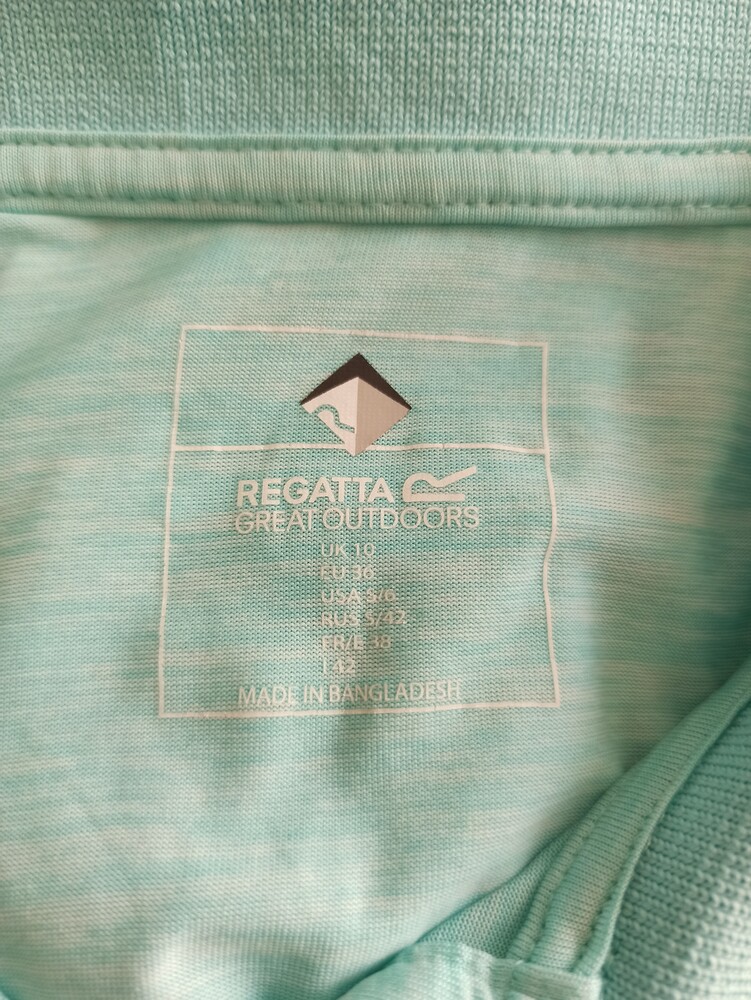 REGATTA
GREAT OUTDOORS
UK 10
EU 36
USA S/6
RUS S/42
FR/E 38
I 42
MADE IN BANGLADESH